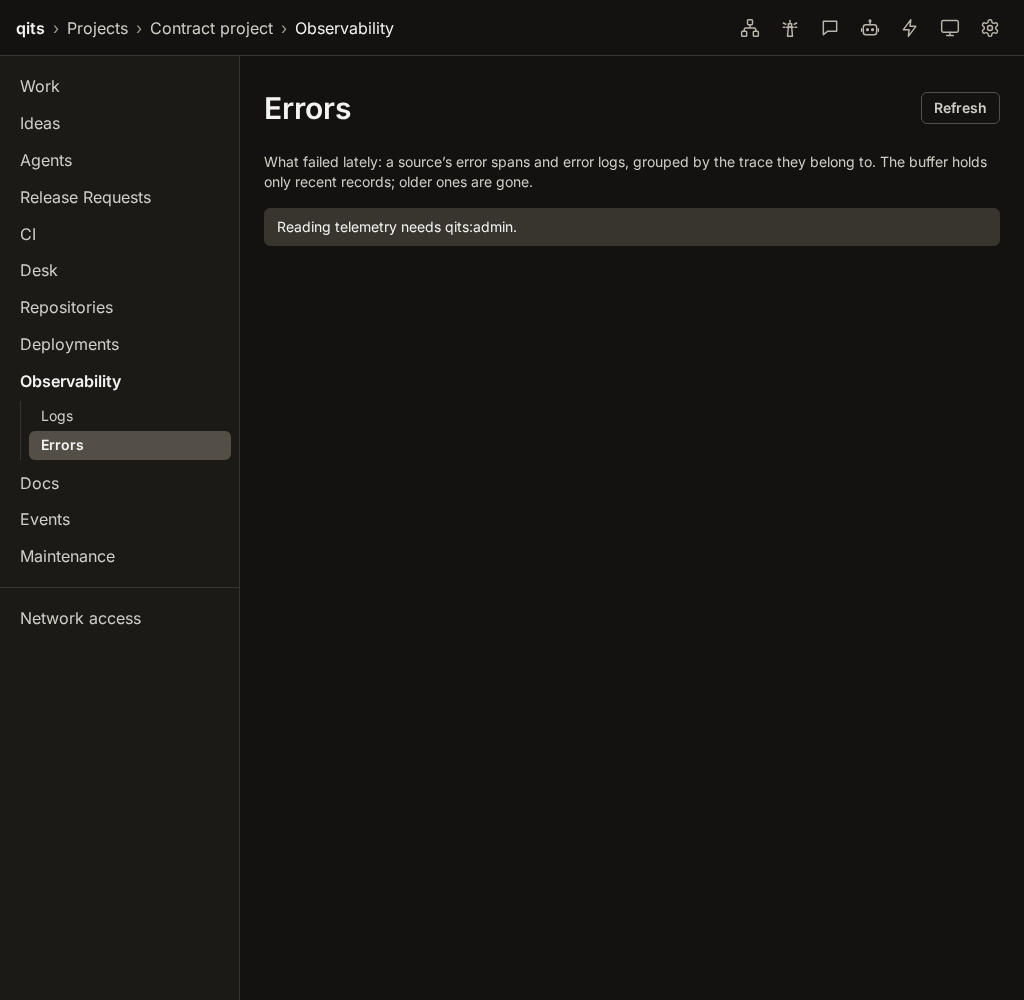 qits › Projects › Contract project › Observability
Work
Ideas
Agents
Release Requests
CI
Desk
Repositories
Deployments
Observability
Logs
Errors
Docs
Events
Maintenance
Network access
Errors
Refresh
What failed lately: a source’s error spans and error logs, grouped by the trace they belong to. The buffer holds
only recent records; older ones are gone.
Reading telemetry needs qits:admin.